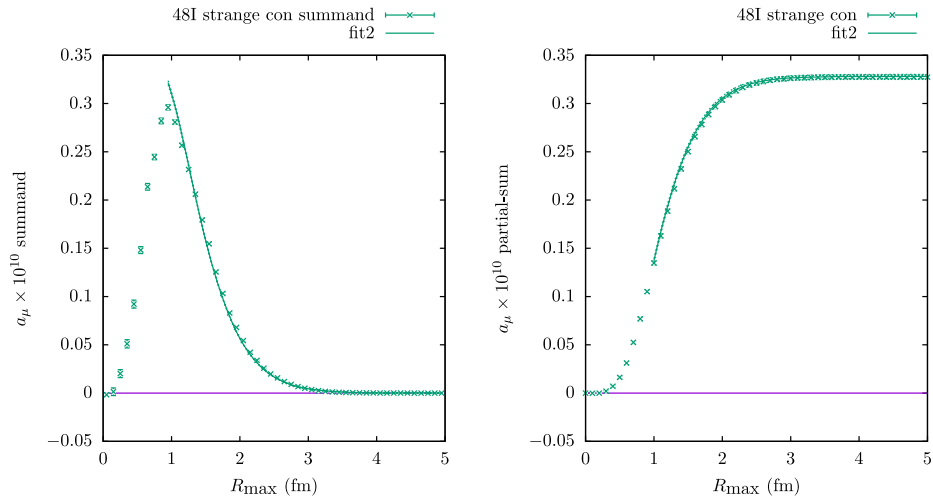 48I strange con summand
fit2
0.35
0.3
0.25
0.2
0.15
0.1
0.05
0
−0.05
0 1 2 3 4 5
R_max (fm)
a_μ × 10^10 summand
48I strange con
fit2
0.35
0.3
0.25
0.2
0.15
0.1
0.05
0
−0.05
0 1 2 3 4 5
R_max (fm)
a_μ × 10^10 partial-sum